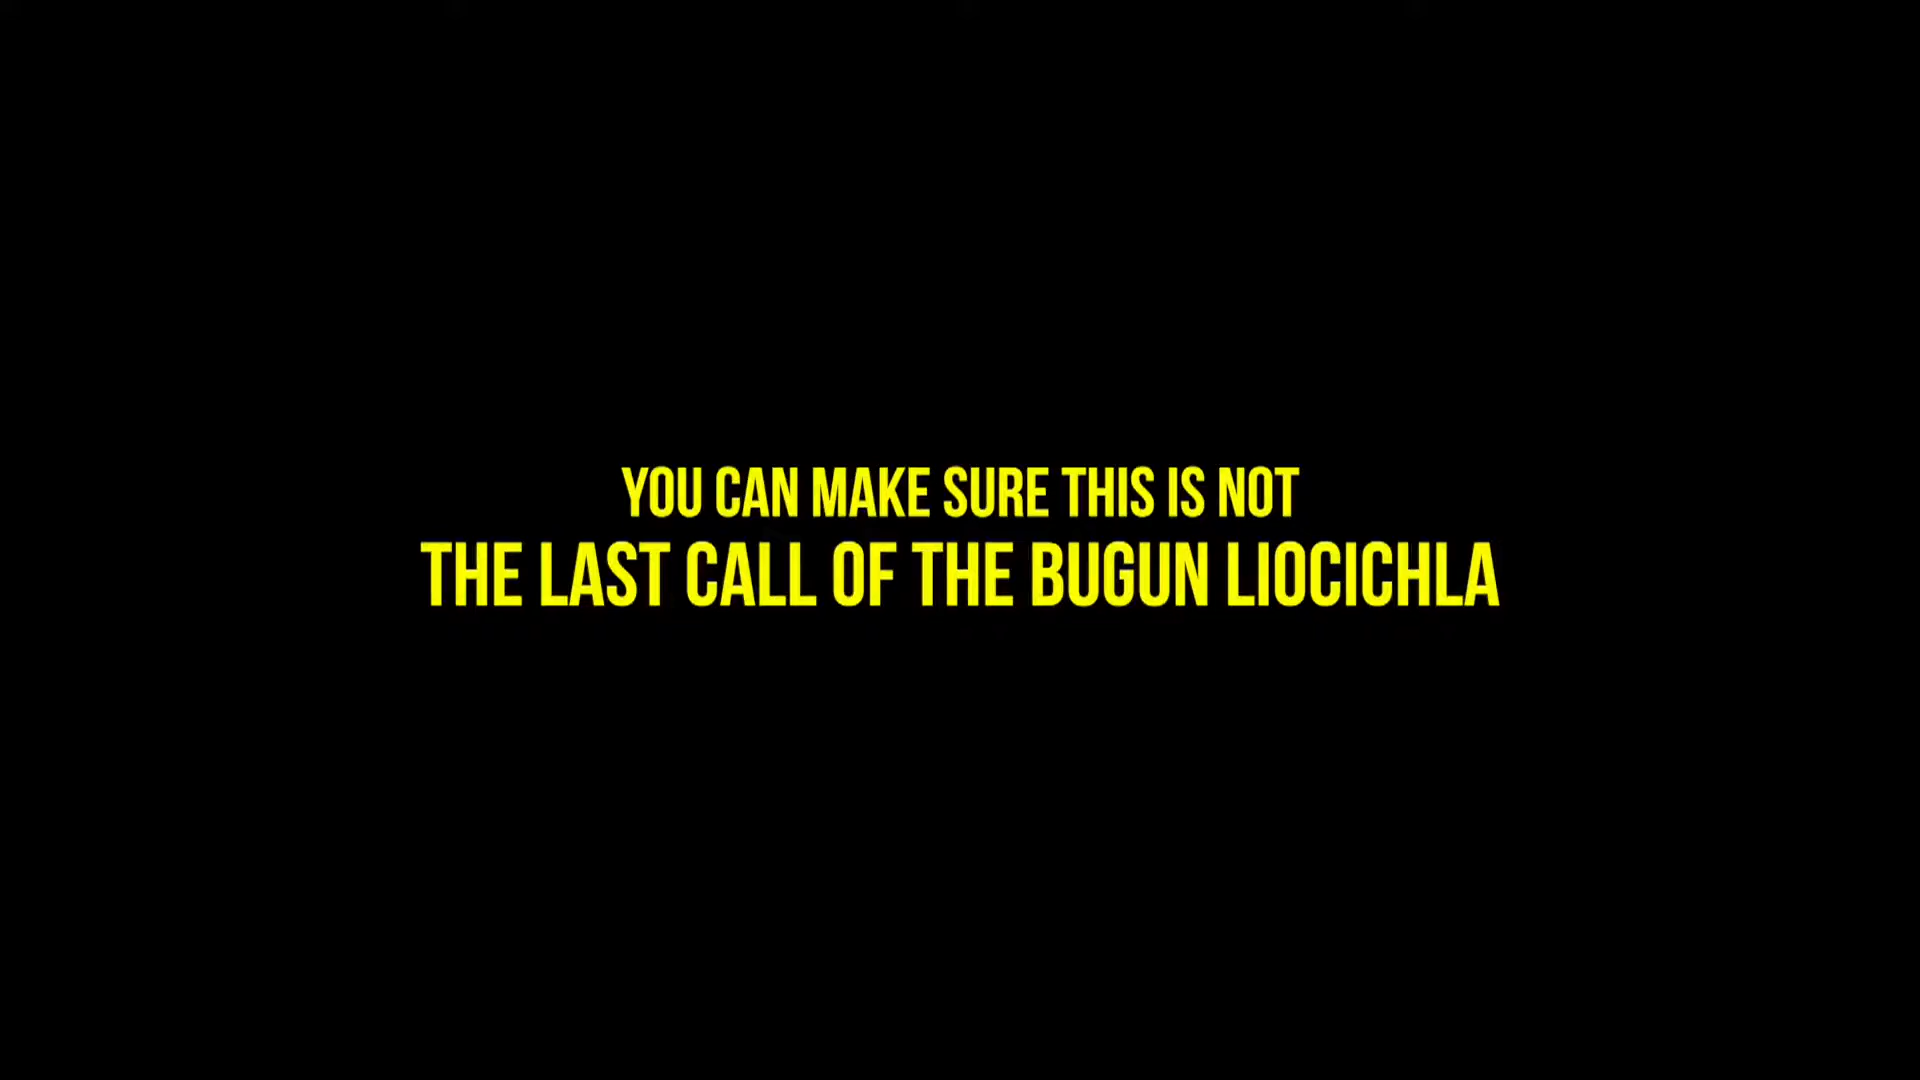 YOU CAN MAKE SURE THIS IS NOT
THE LAST CALL OF THE BUGUN LIOCICHLA